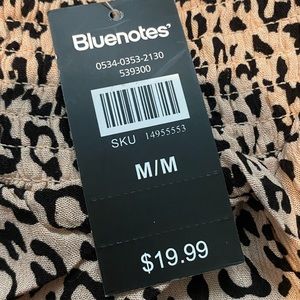 Bluenotes'
0534-0353-2130
539300
SKU 14955553
M/M
$19.99